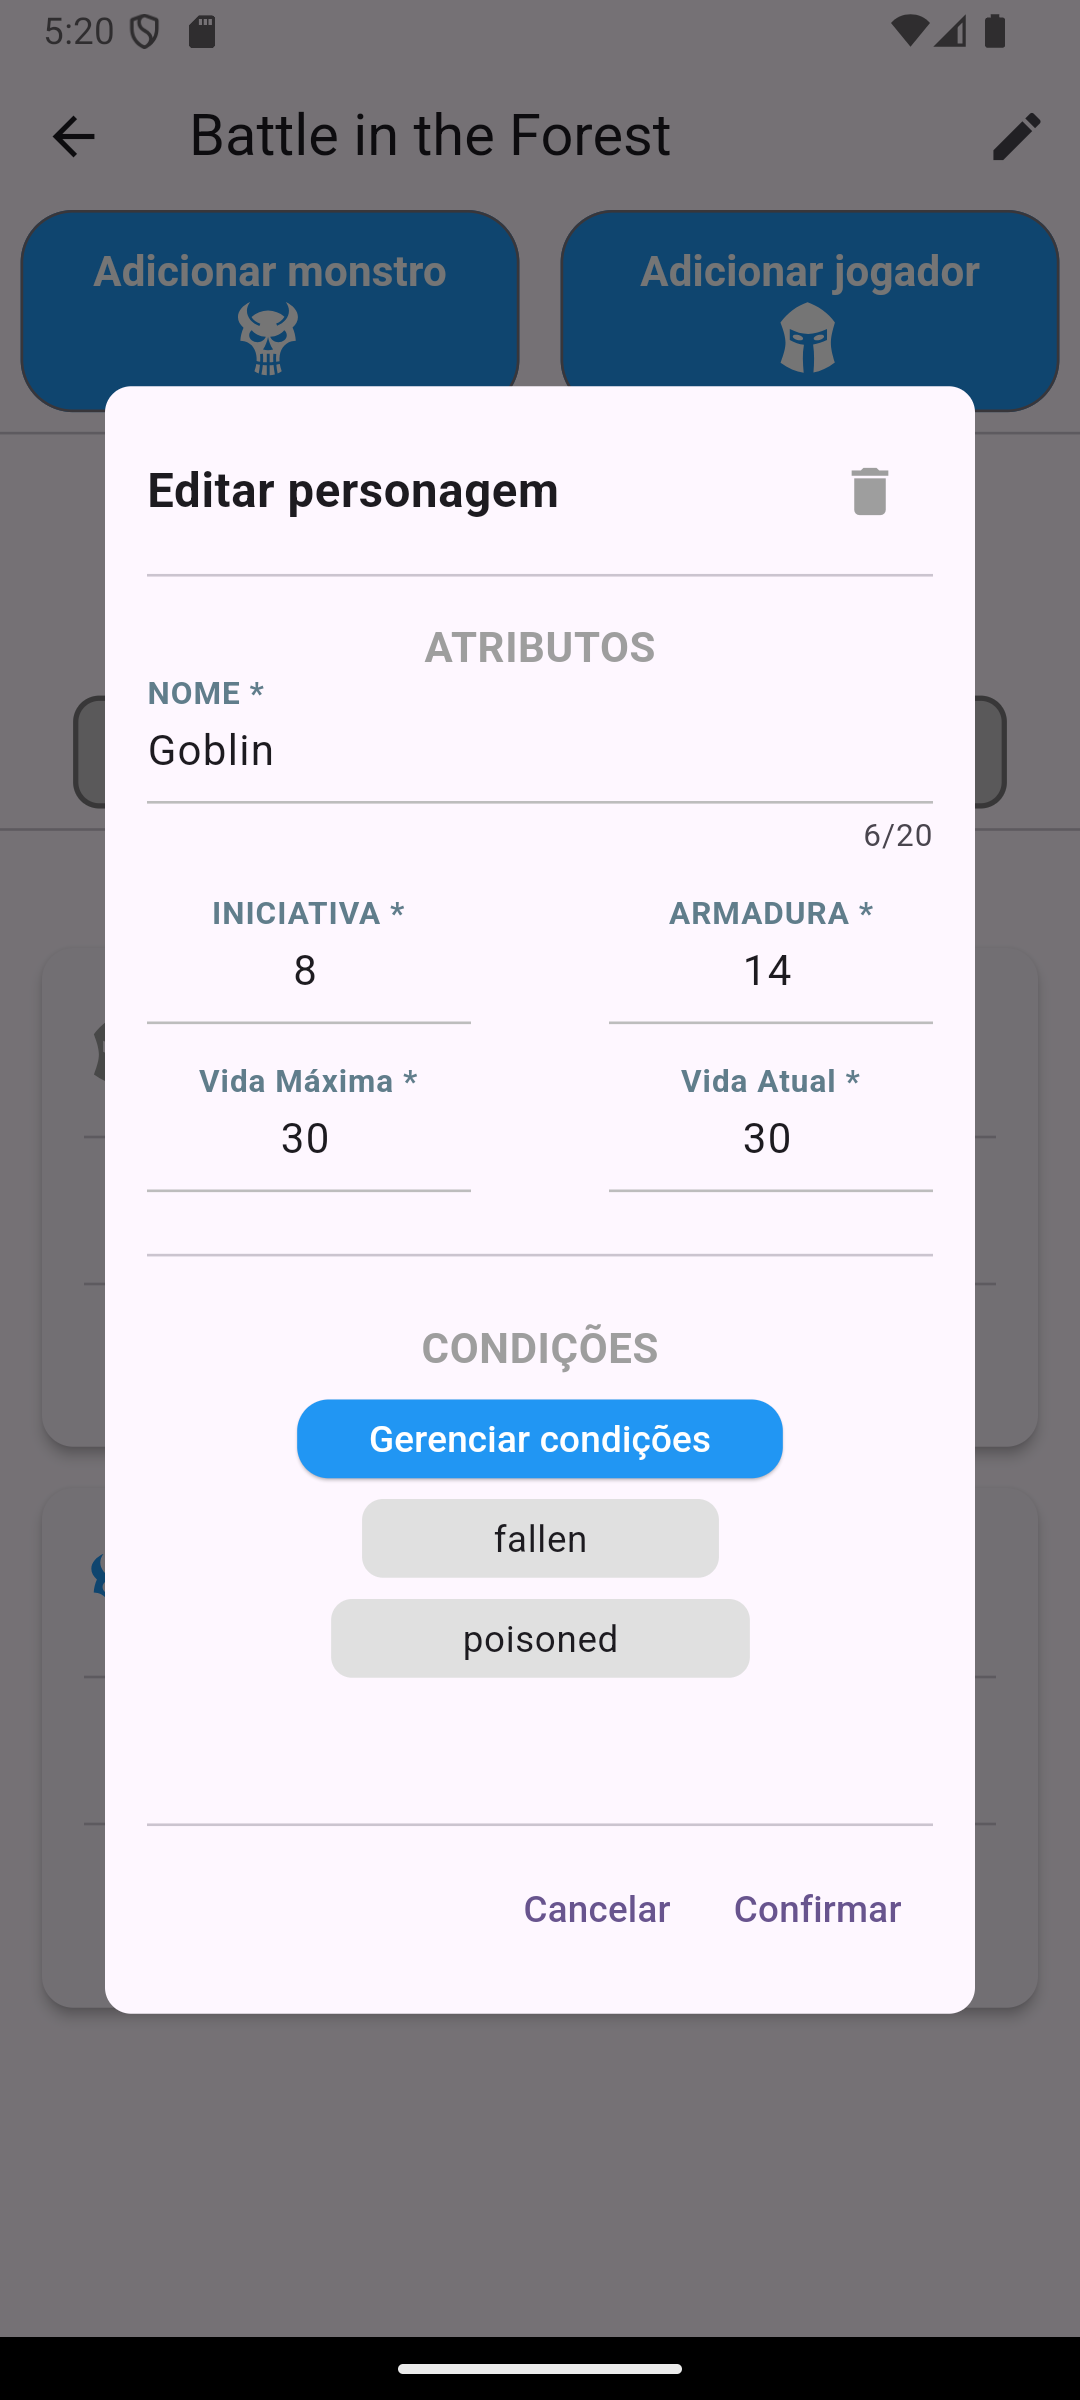 5:20
Battle in the Forest
Adicionar monstro
Adicionar jogador
Editar personagem
ATRIBUTOS
NOME *
Goblin
6/20
INICIATIVA *
ARMADURA *
8
14
Vida Máxima *
Vida Atual *
30
30
CONDIÇÕES
Gerenciar condições
fallen
poisoned
Cancelar
Confirmar